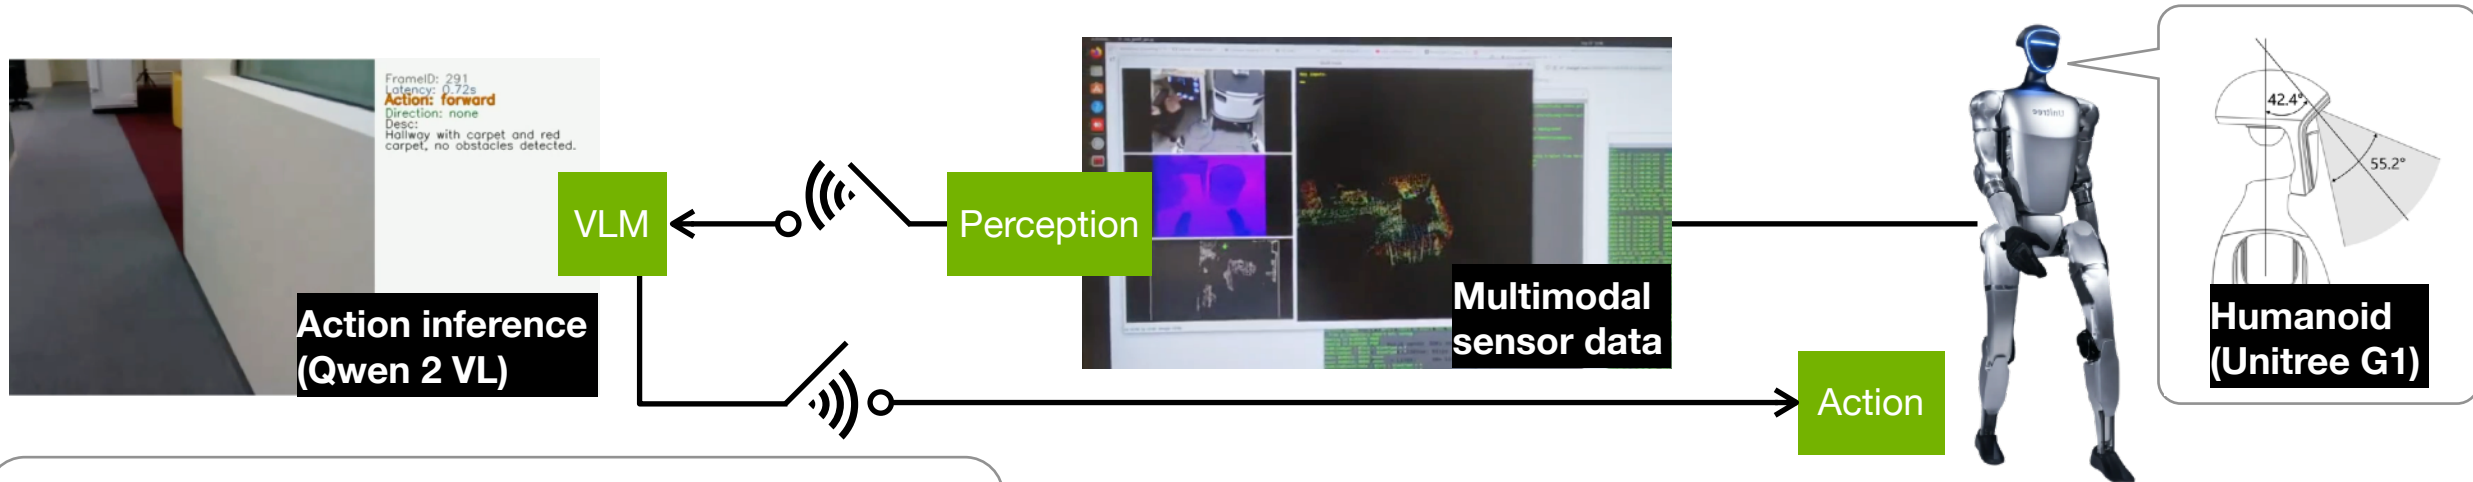 FrameID: 291
Latency: 0.72s
Action: forward
Direction: none
Desc:
Hallway with carpet and red
carpet, no obstacles detected.
VLM
Action inference
(Qwen 2 VL)
Perception
Multimodal
sensor data
Action
Unitree
42.4°
55.2°
Humanoid
(Unitree G1)